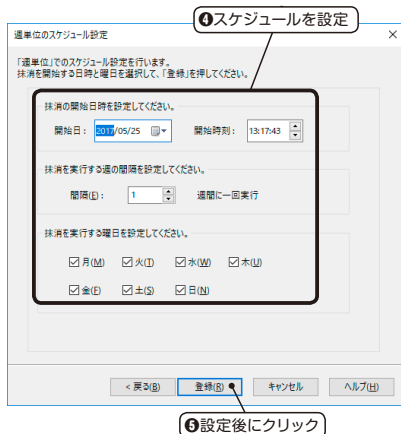 ❹スケジュールを設定
週単位のスケジュール設定
「週単位」でのスケジュール設定を行います。
抹消を開始する日時と曜日を選択して、「登録」を押してください。
抹消の開始日時を設定してください。
開始日： 2017/05/25 開始時刻： 13:17:43
抹消を実行する週の間隔を設定してください。
間隔(E)： 1 週間に一回実行
抹消を実行する曜日を設定してください。
月(M) 火(T) 水(W) 木(U)
金(F) 土(S) 日(N)
< 戻る(B) 登録(R) キャンセル ヘルプ(H)
❺設定後にクリック